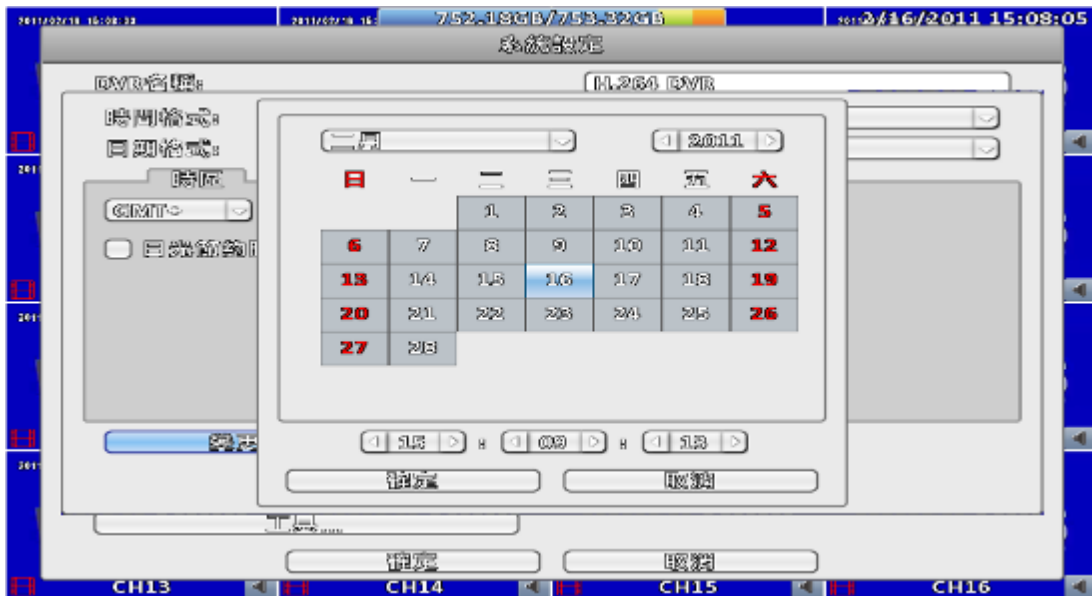 752.18GB/753.32GB
2/16/2011 15:08:05
系統設定
DVR名稱:
H.264 DVR
時間格式:
日期格式:
時區
二月
2011
日 一 二 三 四 五 六
1 2 3 4 5
6 7 8 9 10 11 12
13 14 15 16 17 18 19
20 21 22 23 24 25 26
27 28
GMT+
日光節約
15 : 09 : 13
確定 取消
工具...
確定 取消
CH13 CH14 CH15 CH16